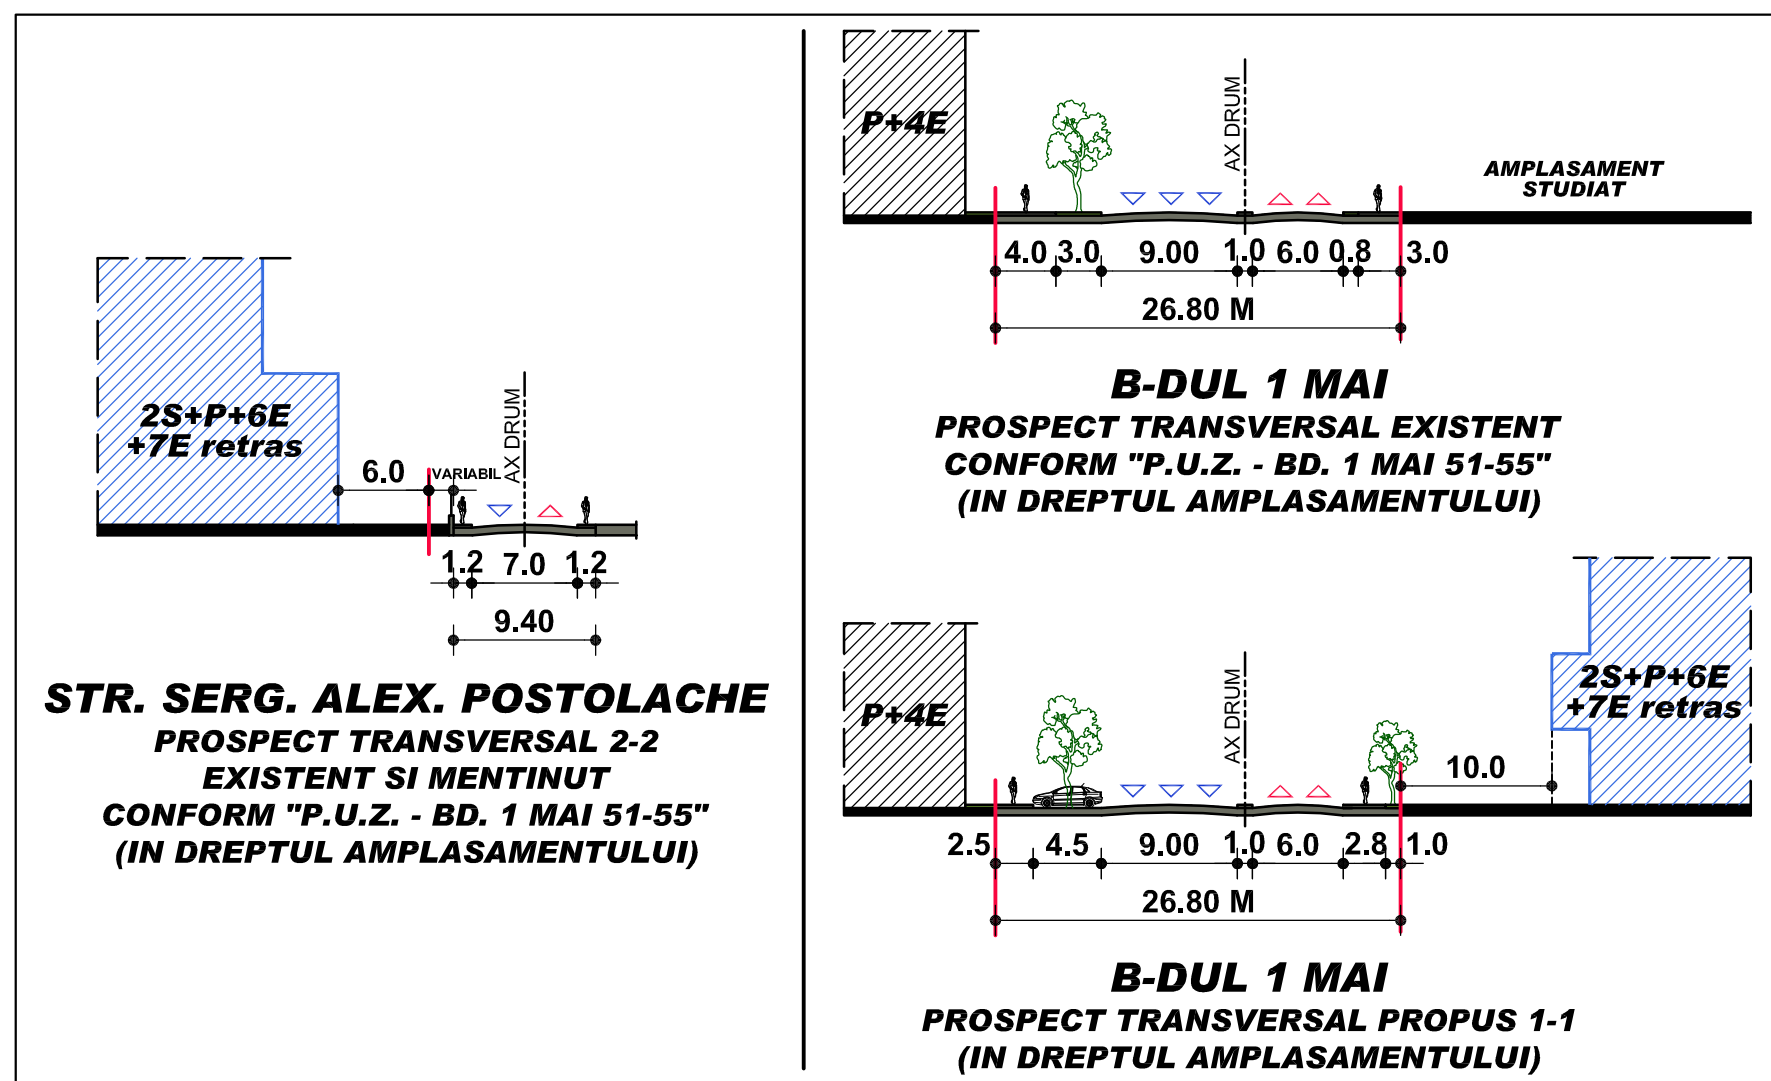 2S+P+6E
+7E retras
6.0
VARIABIL
AX DRUM
1.2 7.0 1.2
9.40
STR. SERG. ALEX. POSTOLACHE
PROSPECT TRANSVERSAL 2-2
EXISTENT SI MENTINUT
CONFORM "P.U.Z. - BD. 1 MAI 51-55"
(IN DREPTUL AMPLASAMENTULUI)
P+4E
AX DRUM
AMPLASAMENT
STUDIAT
4.0 3.0 9.00 1.0 6.0 0.8 3.0
26.80 M
B-DUL 1 MAI
PROSPECT TRANSVERSAL EXISTENT
CONFORM "P.U.Z. - BD. 1 MAI 51-55"
(IN DREPTUL AMPLASAMENTULUI)
P+4E
AX DRUM
2S+P+6E
+7E retras
10.0
2.5 4.5 9.00 1.0 6.0 2.8 1.0
26.80 M
B-DUL 1 MAI
PROSPECT TRANSVERSAL PROPUS 1-1
(IN DREPTUL AMPLASAMENTULUI)